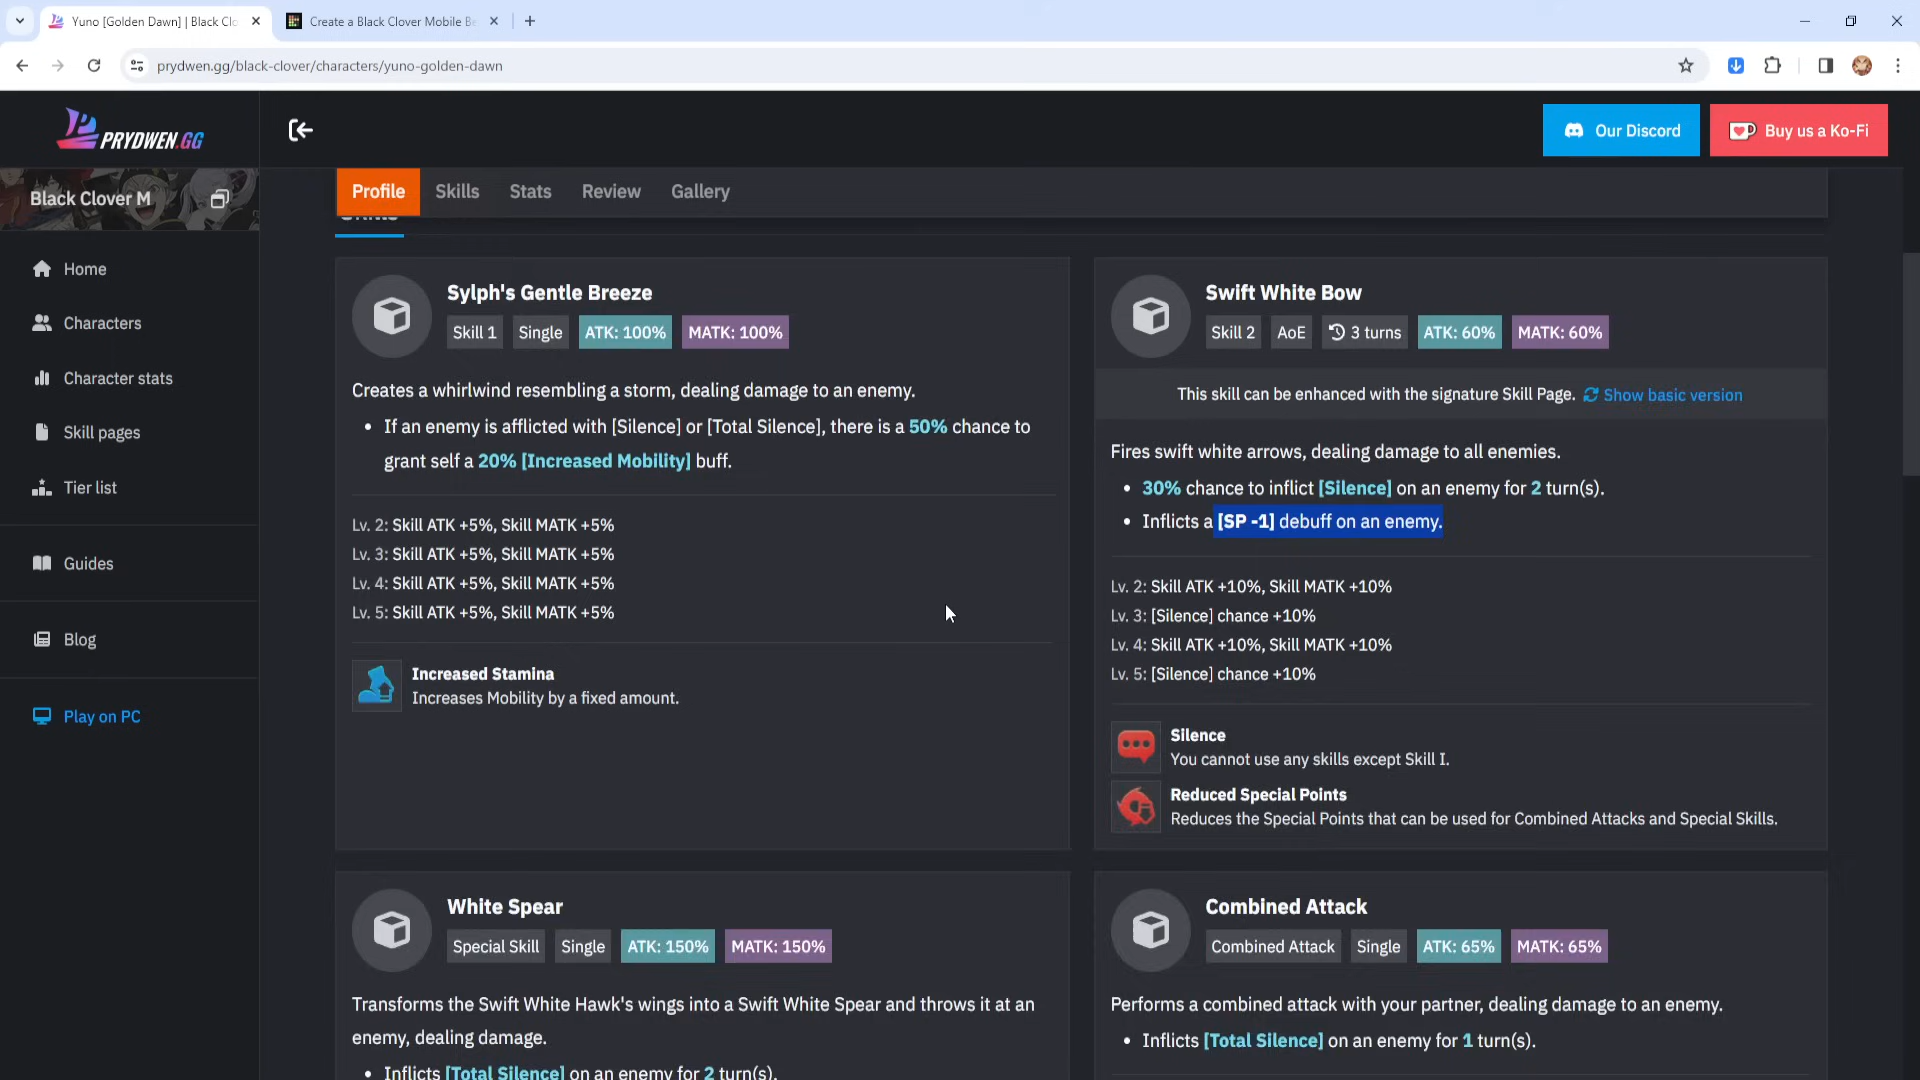 Yuno [Golden Dawn] | Black Clo
Create a Black Clover Mobile Be
prydwen.gg/black-clover/characters/yuno-golden-dawn
PRYDWEN.GG
Our Discord
Buy us a Ko-Fi
Black Clover M
Profile
Skills
Stats
Review
Gallery
Home
Characters
Character stats
Skill pages
Tier list
Guides
Blog
Play on PC
Skills
Sylph's Gentle Breeze
Skill 1
Single
ATK: 100%
MATK: 100%
Creates a whirlwind resembling a storm, dealing damage to an enemy.
• If an enemy is afflicted with [Silence] or [Total Silence], there is a 50% chance to
grant self a 20% [Increased Mobility] buff.
Lv. 2: Skill ATK +5%, Skill MATK +5%
Lv. 3: Skill ATK +5%, Skill MATK +5%
Lv. 4: Skill ATK +5%, Skill MATK +5%
Lv. 5: Skill ATK +5%, Skill MATK +5%
Increased Stamina
Increases Mobility by a fixed amount.
Swift White Bow
Skill 2
AoE
3 turns
ATK: 60%
MATK: 60%
This skill can be enhanced with the signature Skill Page. Show basic version
Fires swift white arrows, dealing damage to all enemies.
• 30% chance to inflict [Silence] on an enemy for 2 turn(s).
• Inflicts a [SP -1] debuff on an enemy.
Lv. 2: Skill ATK +10%, Skill MATK +10%
Lv. 3: [Silence] chance +10%
Lv. 4: Skill ATK +10%, Skill MATK +10%
Lv. 5: [Silence] chance +10%
Silence
You cannot use any skills except Skill I.
Reduced Special Points
Reduces the Special Points that can be used for Combined Attacks and Special Skills.
White Spear
Special Skill
Single
ATK: 150%
MATK: 150%
Transforms the Swift White Hawk's wings into a Swift White Spear and throws it at an
enemy, dealing damage.
• Inflicts [Total Silence] on an enemy for 2 turn(s).
Combined Attack
Combined Attack
Single
ATK: 65%
MATK: 65%
Performs a combined attack with your partner, dealing damage to an enemy.
• Inflicts [Total Silence] on an enemy for 1 turn(s).